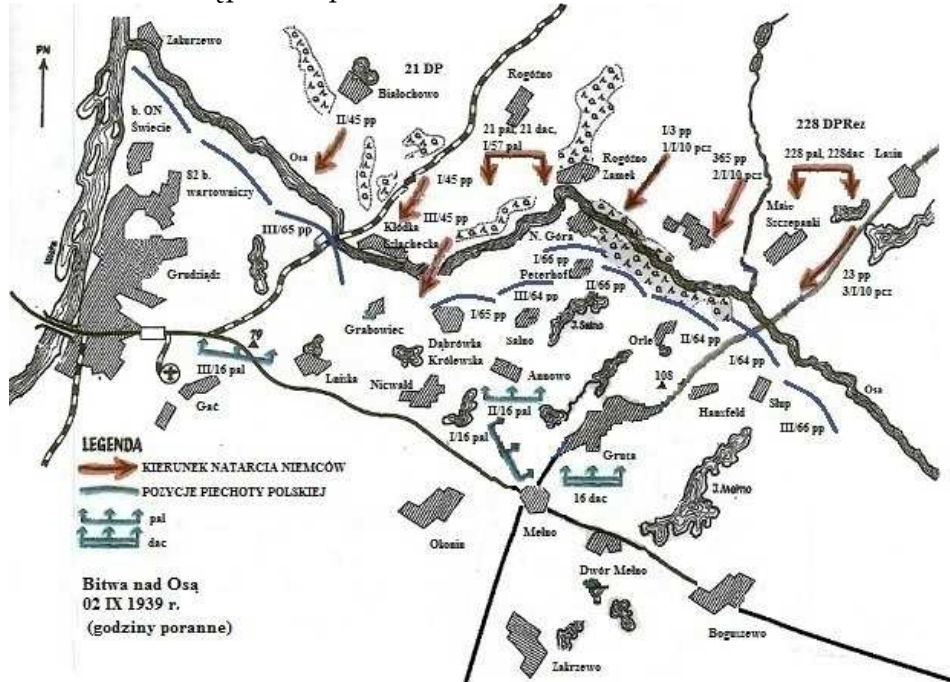 Zakurzewo
PN
21 DP
Białochowo
Rogóźno
b. ON
Świecie
II/45 pp
Osa
I/45 pp
21 pal, 21 dac,
I/57 pal
I/3 pp
1/I/10 pcz
365 pp
2/I/10 pcz
228 DPRez
228 pal, 228dac
Lasin
82 b.
wartowniczy
Rogóźno
Zamek
Małe
Szczepanki
III/65 pp
III/45 pp
Kłódka
Szlachecka
N. Góra
I/66 pp
Peterhof
II/66 pp
III/64 pp
23 pp
3/I/10 pcz
Wisła
Grudziądz
Grabowiec
I/65 pp
Salno
J. Salno
II/64 pp
Orle
I/64 pp
Dąbrówka
Królewska
III/16 pal
Nicwałd
Annowo
108
Osa
Gać
II/16 pal
Hansfeld
Słup
III/66 pp
I/16 pal
Gruta
LEGENDA
KIERUNEK NATARCIA NIEMCÓW
POZYCJE PIECHOTY POLSKIEJ
pal
dac
16 dac
J. Mełno
Okonin
Mełno
Dwór Mełno
Bitwa nad Osą
02 IX 1939 r.
(godziny poranne)
Boguszewo
Zakrzewo